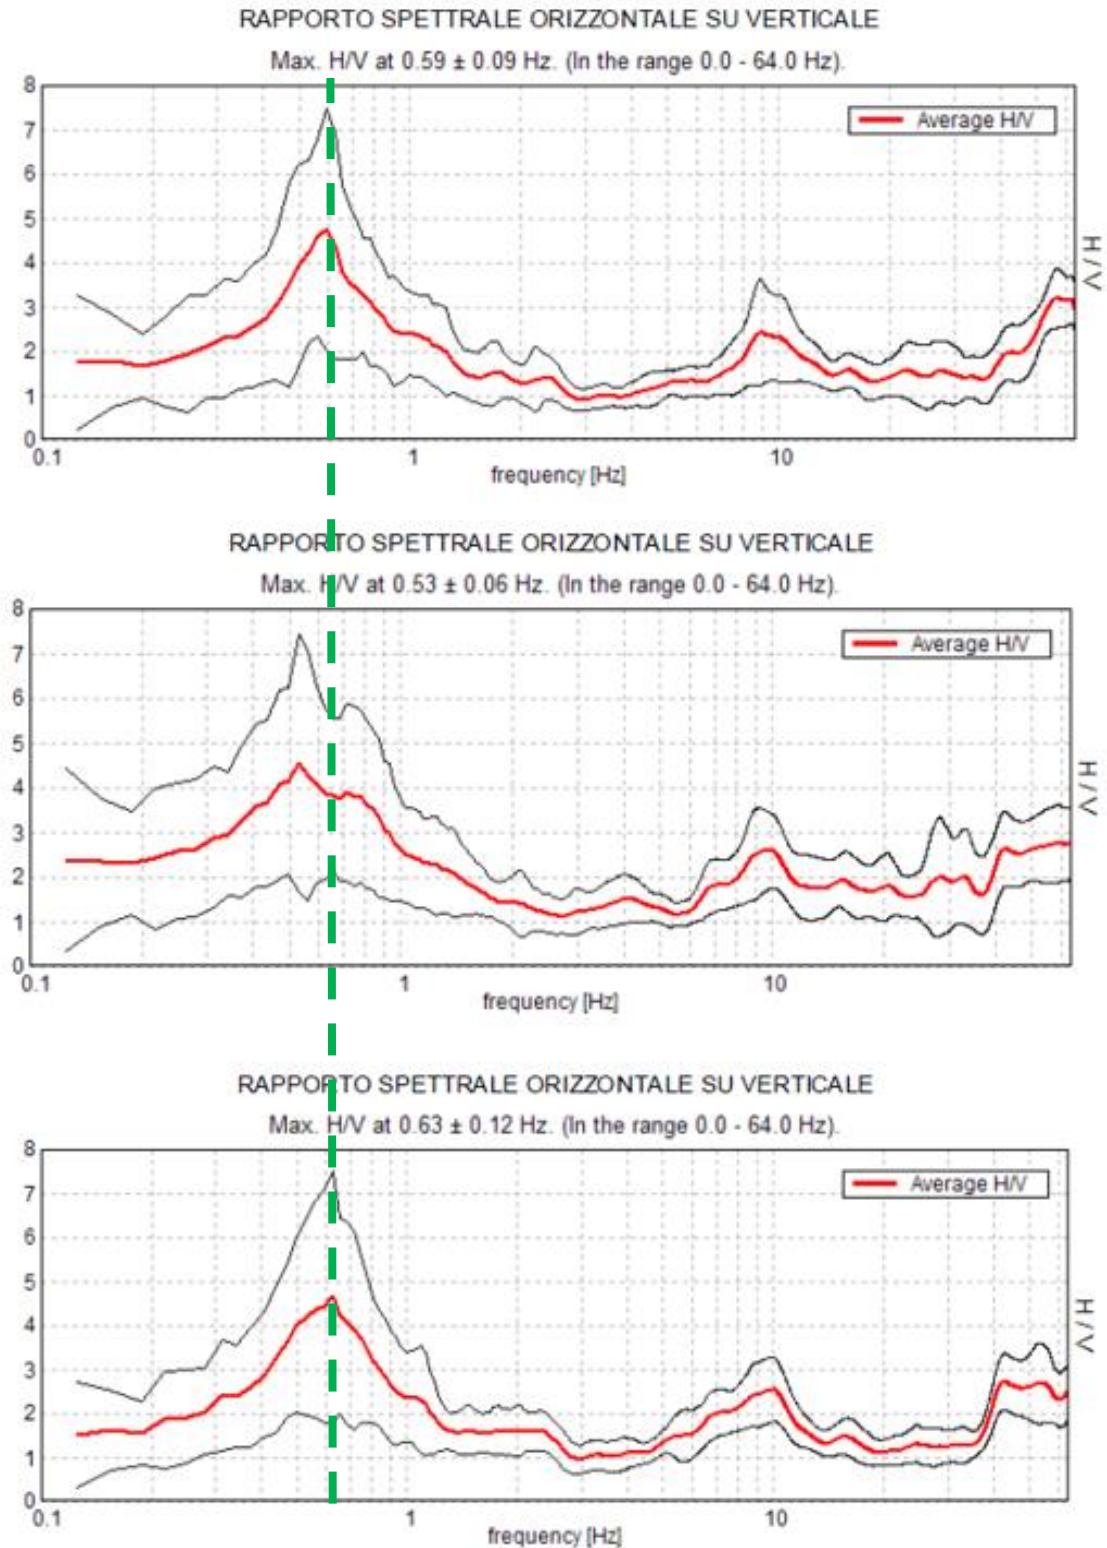 RAPPORTO SPETTRALE ORIZZONTALE SU VERTICALE
Max. H/V at 0.59 ± 0.09 Hz. (In the range 0.0 - 64.0 Hz).
8
7
6
5
4
3
2
1
0
Average H/V
H / V
0.1 1 10
frequency [Hz]
RAPPORTO SPETTRALE ORIZZONTALE SU VERTICALE
Max. H/V at 0.53 ± 0.06 Hz. (In the range 0.0 - 64.0 Hz).
8
7
6
5
4
3
2
1
0
Average H/V
H / V
0.1 1 10
frequency [Hz]
RAPPORTO SPETTRALE ORIZZONTALE SU VERTICALE
Max. H/V at 0.63 ± 0.12 Hz. (In the range 0.0 - 64.0 Hz).
8
7
6
5
4
3
2
1
0
Average H/V
H / V
0.1 1 10
frequency [Hz]